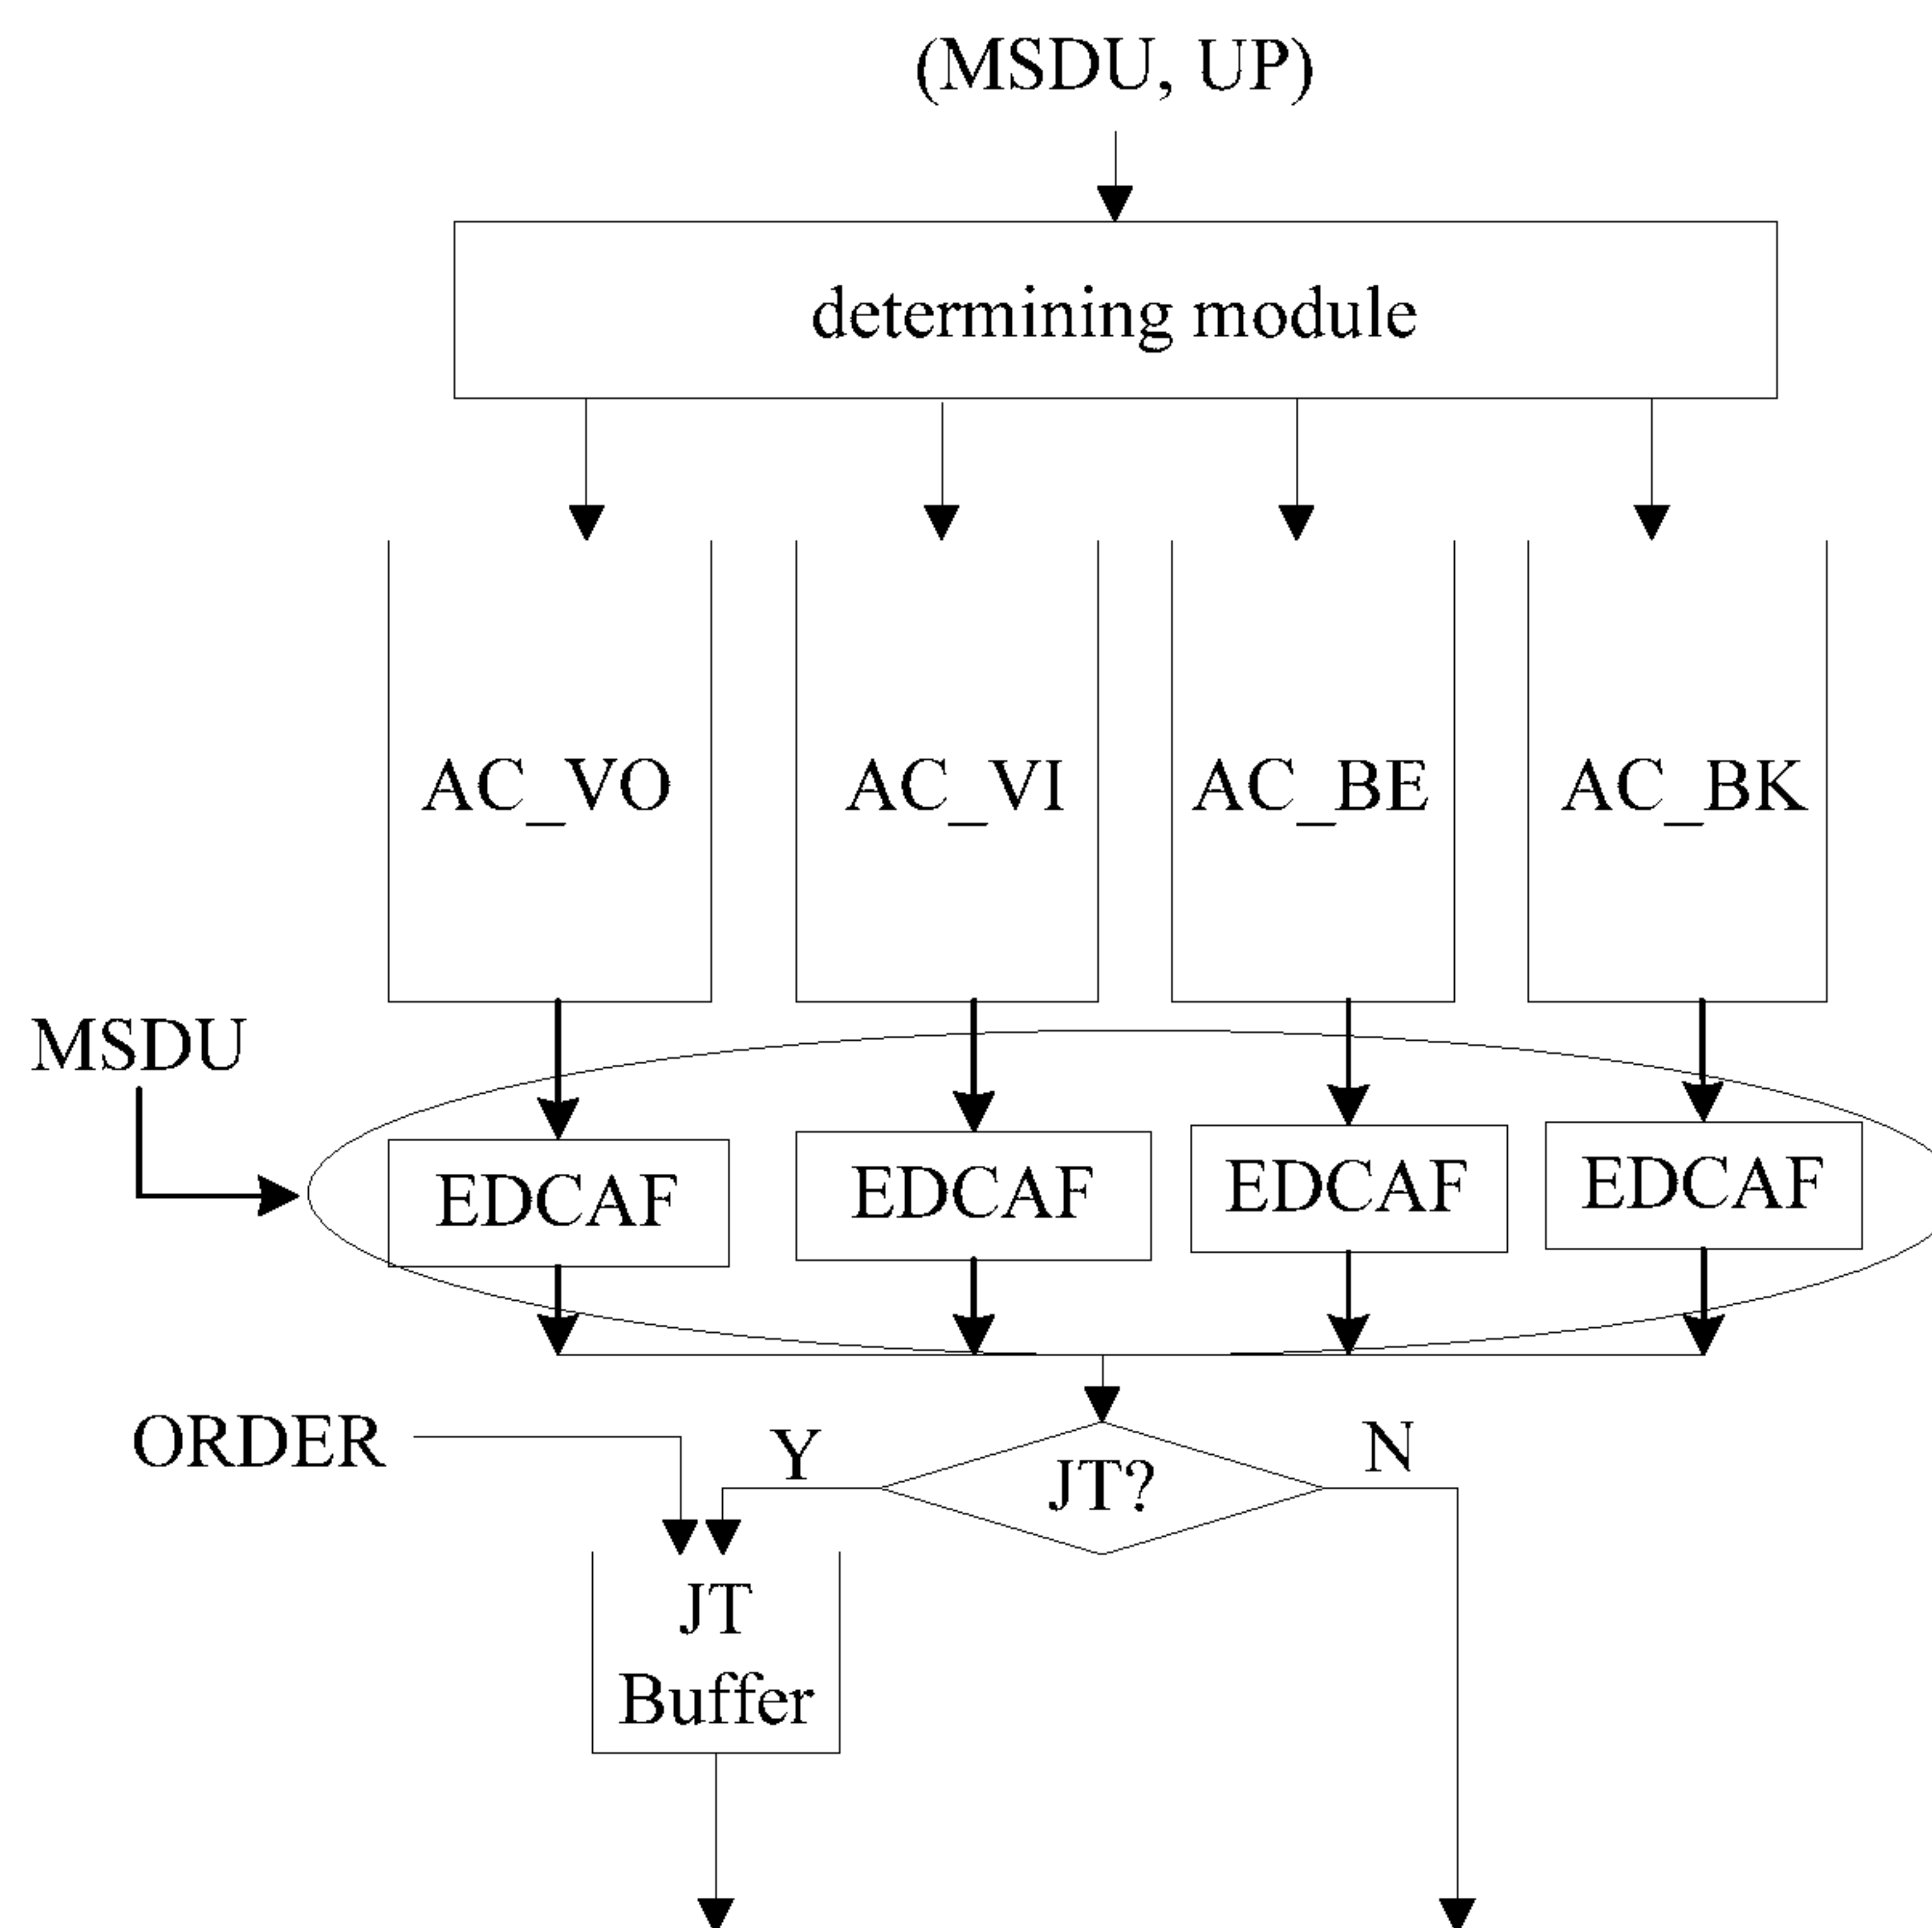 (MSDU, UP)
determining module
AC_VO
AC_VI
AC_BE
AC_BK
MSDU
EDCAF
EDCAF
EDCAF
EDCAF
ORDER
Y
JT?
N
JT
Buffer